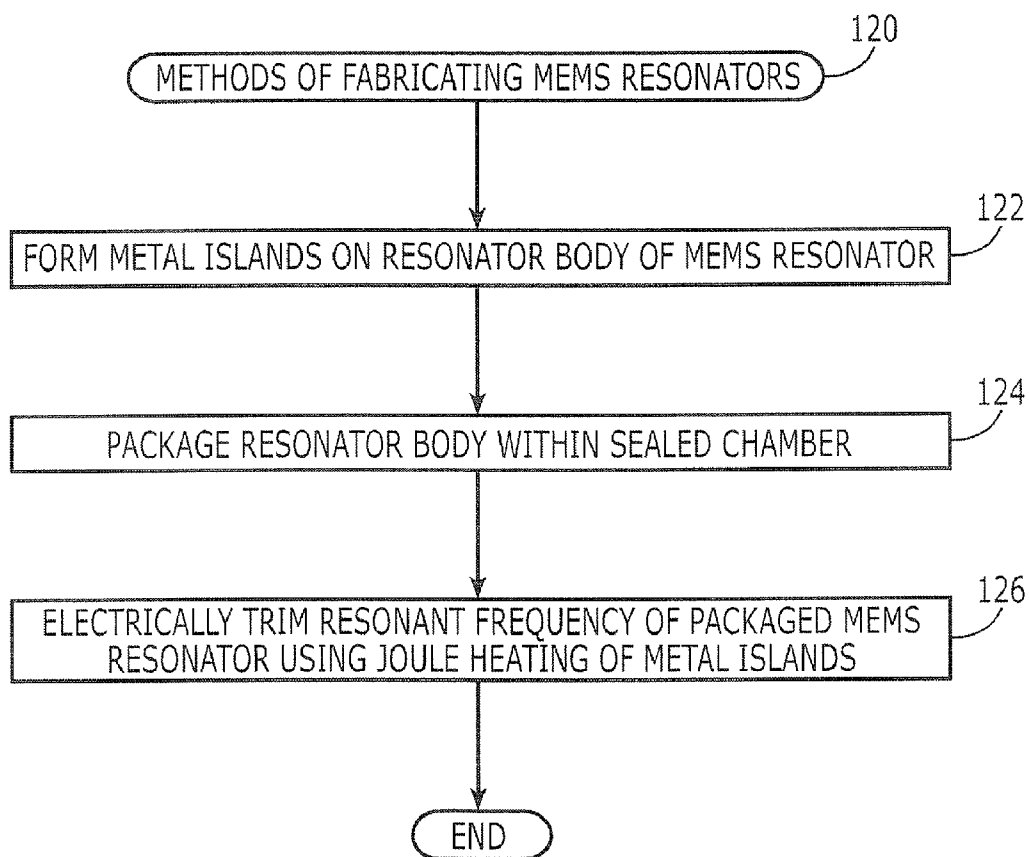 120
METHODS OF FABRICATING MEMS RESONATORS
122
FORM METAL ISLANDS ON RESONATOR BODY OF MEMS RESONATOR
124
PACKAGE RESONATOR BODY WITHIN SEALED CHAMBER
126
ELECTRICALLY TRIM RESONANT FREQUENCY OF PACKAGED MEMS
RESONATOR USING JOULE HEATING OF METAL ISLANDS
END